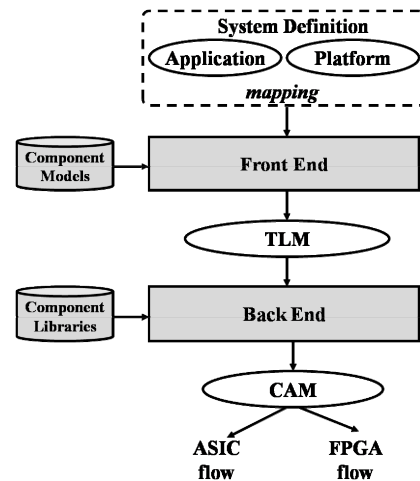 System Definition
Application
Platform
mapping
Component
Models
Front End
TLM
Component
Libraries
Back End
CAM
ASIC
flow
FPGA
flow